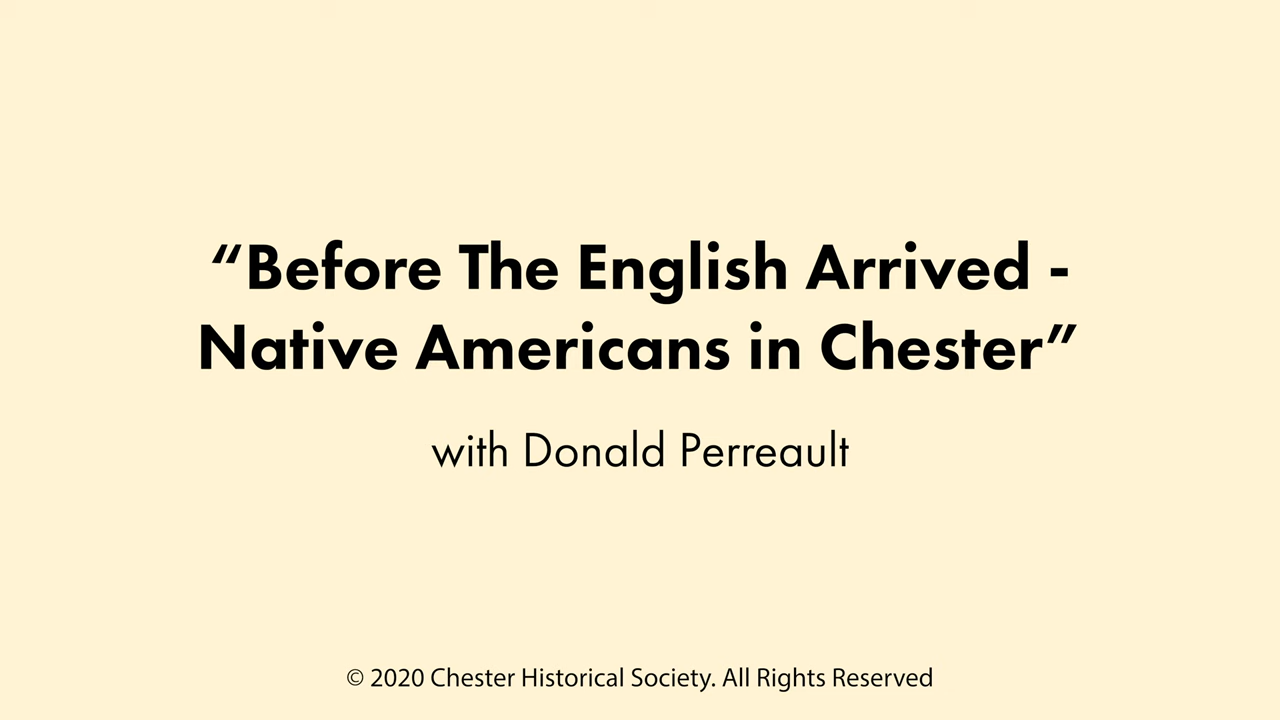 “Before The English Arrived -
Native Americans in Chester”
with Donald Perreault
© 2020 Chester Historical Society. All Rights Reserved